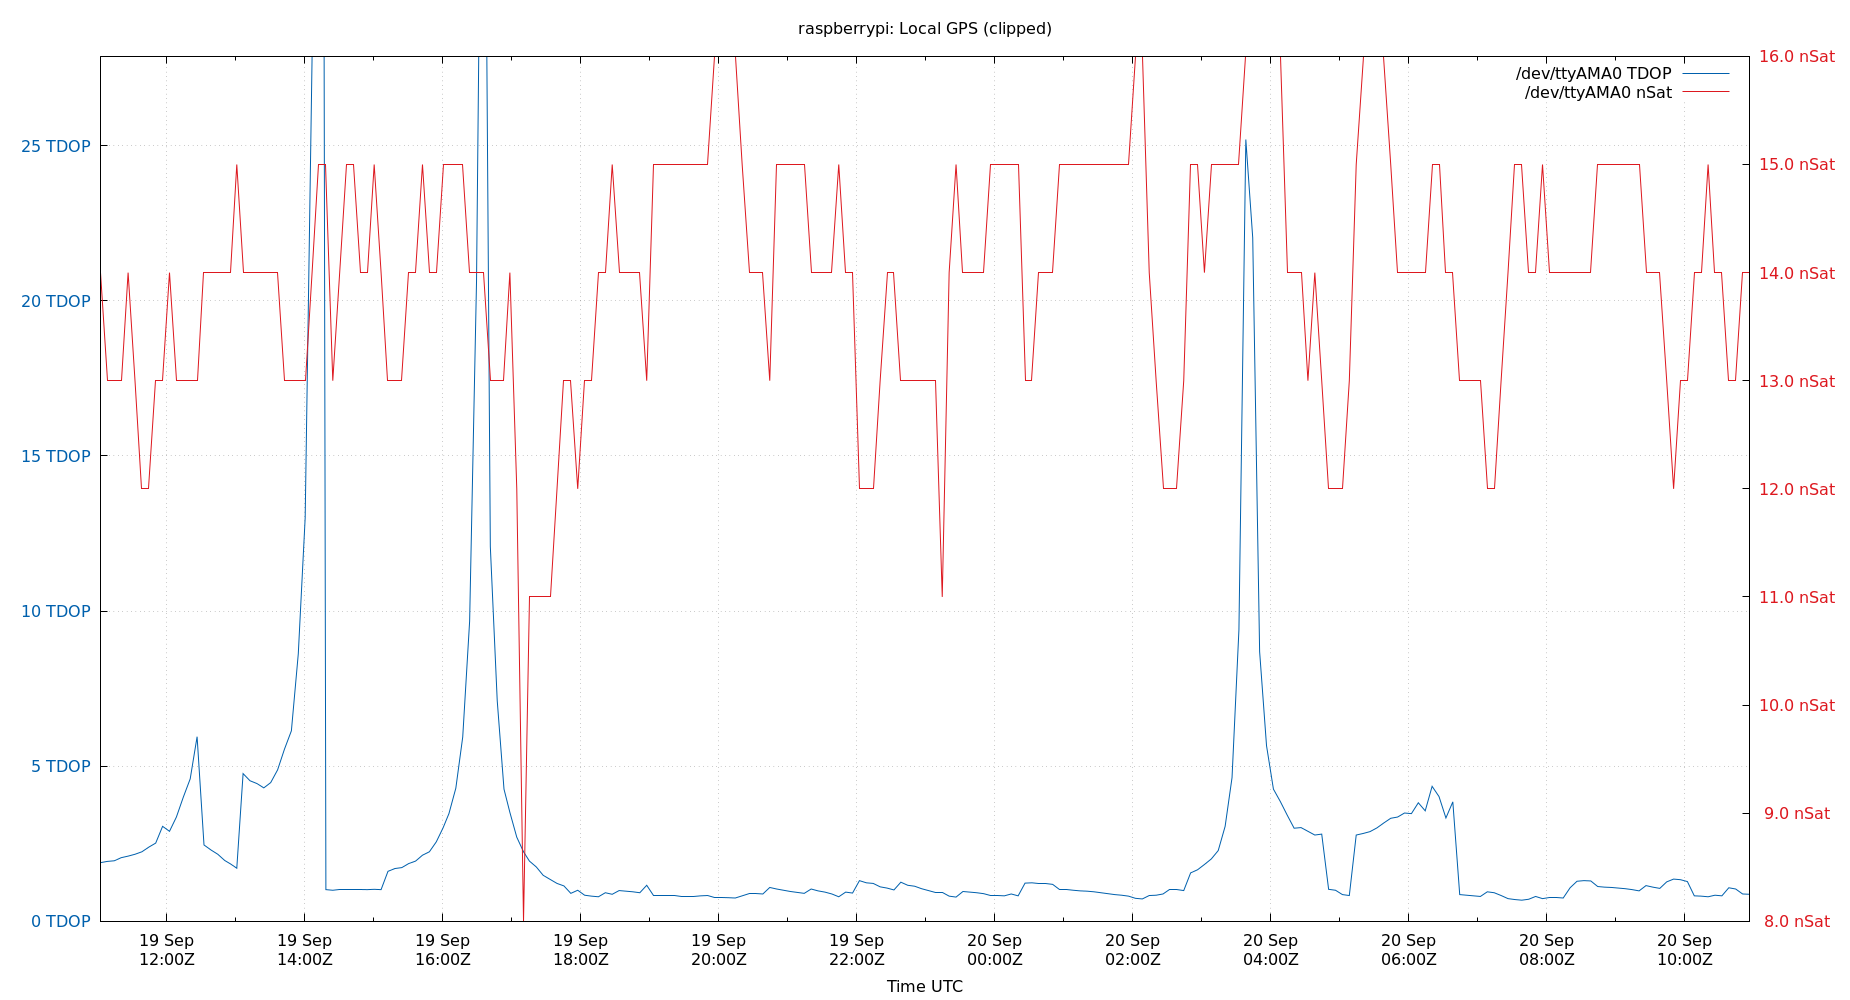 raspberrypi: Local GPS (clipped)
/dev/ttyAMA0 TDOP
/dev/ttyAMA0 nSat
25 TDOP
20 TDOP
15 TDOP
10 TDOP
5 TDOP
0 TDOP
16.0 nSat
15.0 nSat
14.0 nSat
13.0 nSat
12.0 nSat
11.0 nSat
10.0 nSat
9.0 nSat
8.0 nSat
19 Sep
12:00Z
19 Sep
14:00Z
19 Sep
16:00Z
19 Sep
18:00Z
19 Sep
20:00Z
19 Sep
22:00Z
20 Sep
00:00Z
20 Sep
02:00Z
20 Sep
04:00Z
20 Sep
06:00Z
20 Sep
08:00Z
20 Sep
10:00Z
Time UTC